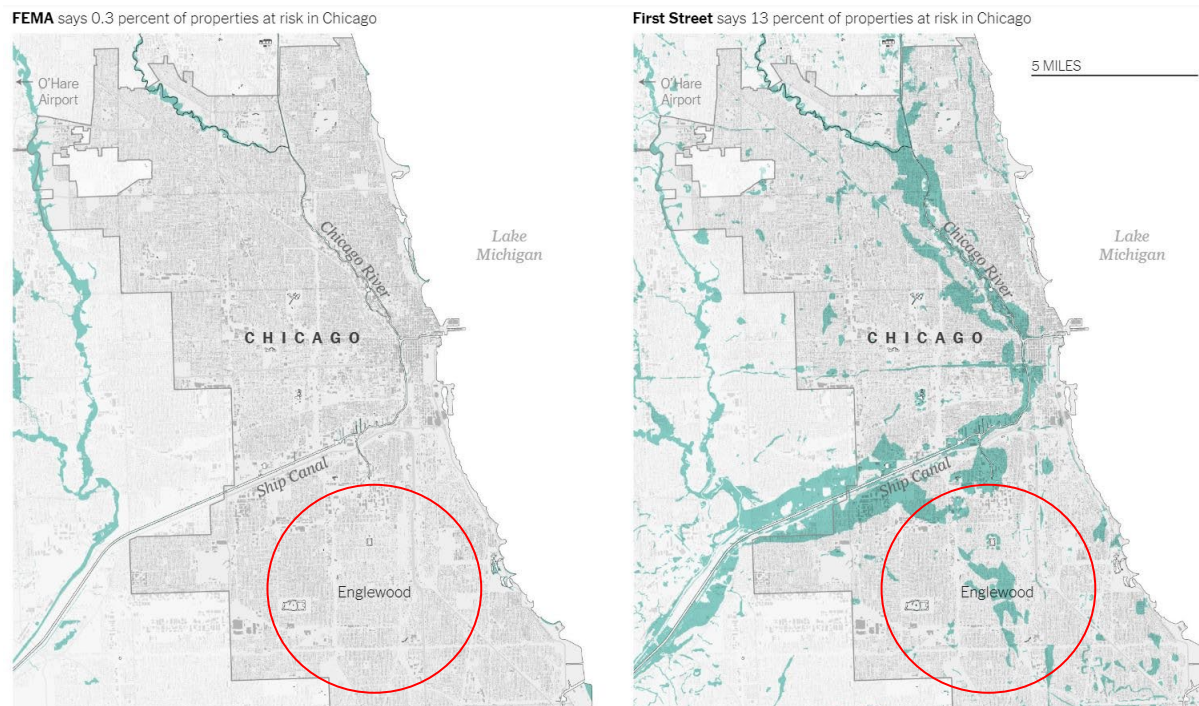 FEMA says 0.3 percent of properties at risk in Chicago
O'Hare
Airport
Chicago River
Lake
Michigan
CHICAGO
Ship Canal
Englewood
First Street says 13 percent of properties at risk in Chicago
5 MILES
O'Hare
Airport
Chicago River
Lake
Michigan
CHICAGO
Ship Canal
Englewood